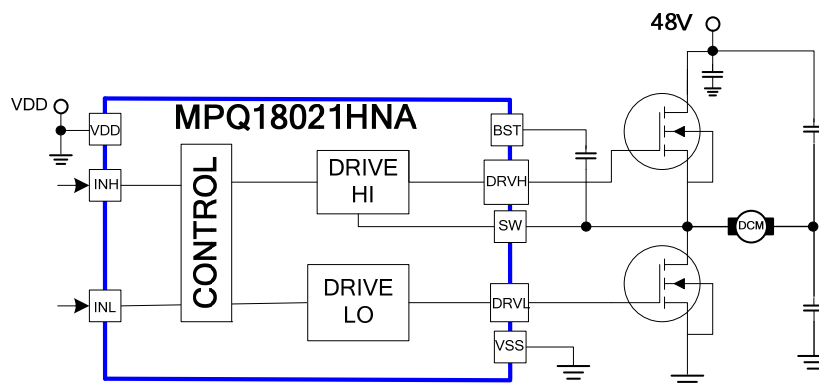 48V
VDD
MPQ18021HNA
VDD
BST
INH
CONTROL
DRIVE
HI
DRVH
SW
DCM
INL
DRIVE
LO
DRVL
VSS